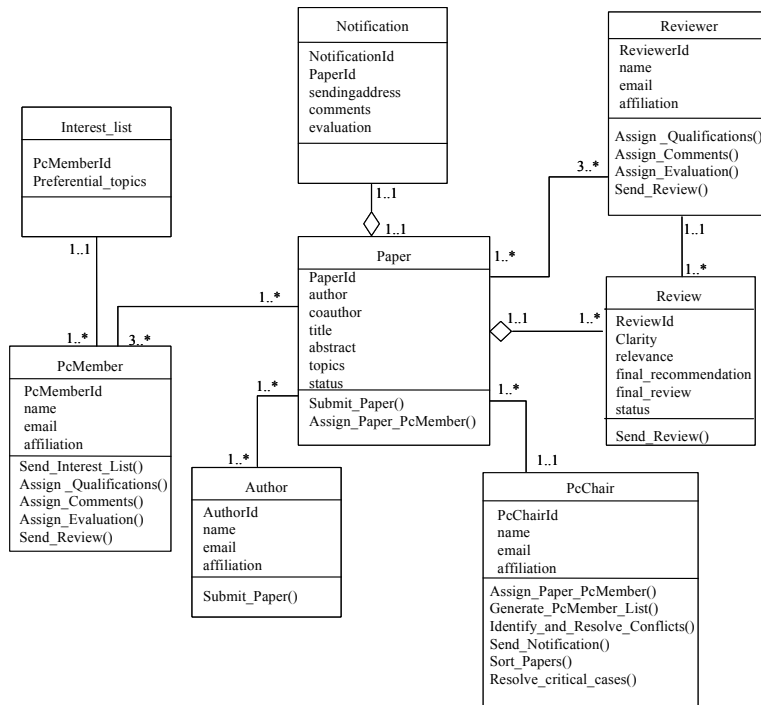 Notification
NotificationId
PaperId
sendingaddress
comments
evaluation
Reviewer
ReviewerId
name
email
affiliation
Assign _Qualifications()
Assign_Comments()
Assign_Evaluation()
Send_Review()
Interest_list
PcMemberId
Preferential_topics
1..1
1..1
3..*
1..1
1..*
1..1
1..*
Paper
PaperId
author
coauthor
title
abstract
topics
status
Submit_Paper()
Assign_Paper_PcMember()
1..*
1..1
1..*
Review
ReviewId
Clarity
relevance
final_recommendation
final_review
status
Send_Review()
1..*
3..*
PcMember
PcMemberId
name
email
affiliation
Send_Interest_List()
Assign _Qualifications()
Assign_Comments()
Assign_Evaluation()
Send_Review()
1..*
1..*
1..*
1..1
Author
AuthorId
name
email
affiliation
Submit_Paper()
PcChair
PcChairId
name
email
affiliation
Assign_Paper_PcMember()
Generate_PcMember_List()
Identify_and_Resolve_Conflicts()
Send_Notification()
Sort_Papers()
Resolve_critical_cases()